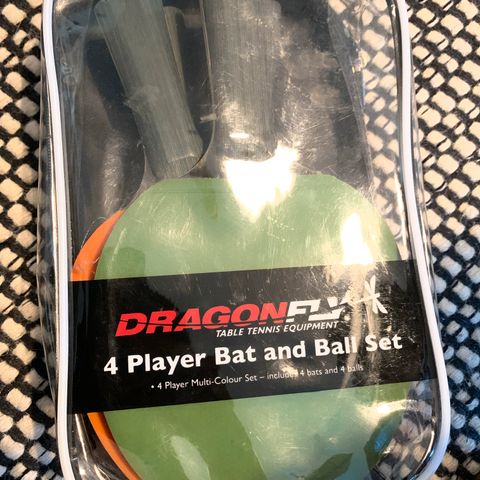 DRAGONFLY
TABLE TENNIS EQUIPMENT
4 Player Bat and Ball Set
• 4 Player Multi-Colour Set – includes 4 bats and 4 balls